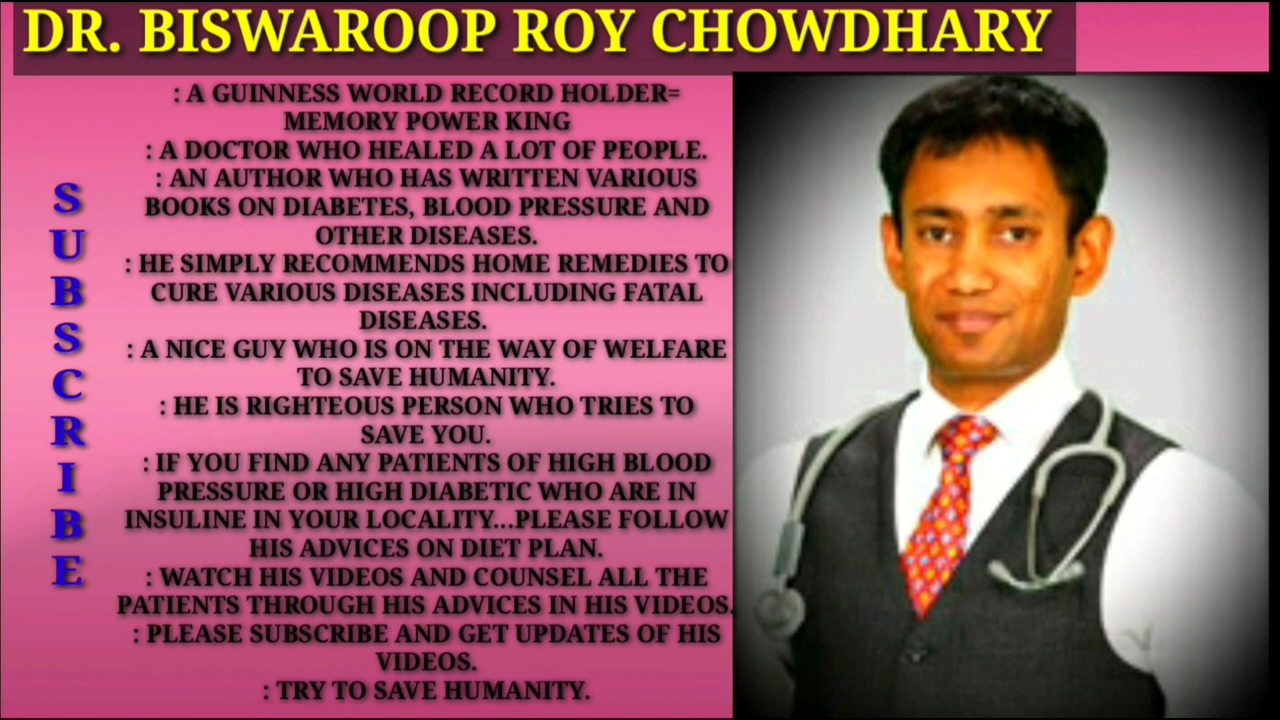 DR. BISWAROOP ROY CHOWDHARY
: A GUINNESS WORLD RECORD HOLDER=
MEMORY POWER KING
: A DOCTOR WHO HEALED A LOT OF PEOPLE.
: AN AUTHOR WHO HAS WRITTEN VARIOUS
BOOKS ON DIABETES, BLOOD PRESSURE AND
OTHER DISEASES.
: HE SIMPLY RECOMMENDS HOME REMEDIES TO
CURE VARIOUS DISEASES INCLUDING FATAL
DISEASES.
: A NICE GUY WHO IS ON THE WAY OF WELFARE
TO SAVE HUMANITY.
: HE IS RIGHTEOUS PERSON WHO TRIES TO
SAVE YOU.
: IF YOU FIND ANY PATIENTS OF HIGH BLOOD
PRESSURE OR HIGH DIABETIC WHO ARE IN
INSULINE IN YOUR LOCALITY...PLEASE FOLLOW
HIS ADVICES ON DIET PLAN.
: WATCH HIS VIDEOS AND COUNSEL ALL THE
PATIENTS THROUGH HIS ADVICES IN HIS VIDEOS.
: PLEASE SUBSCRIBE AND GET UPDATES OF HIS
VIDEOS.
: TRY TO SAVE HUMANITY.
SUBSCRIBE